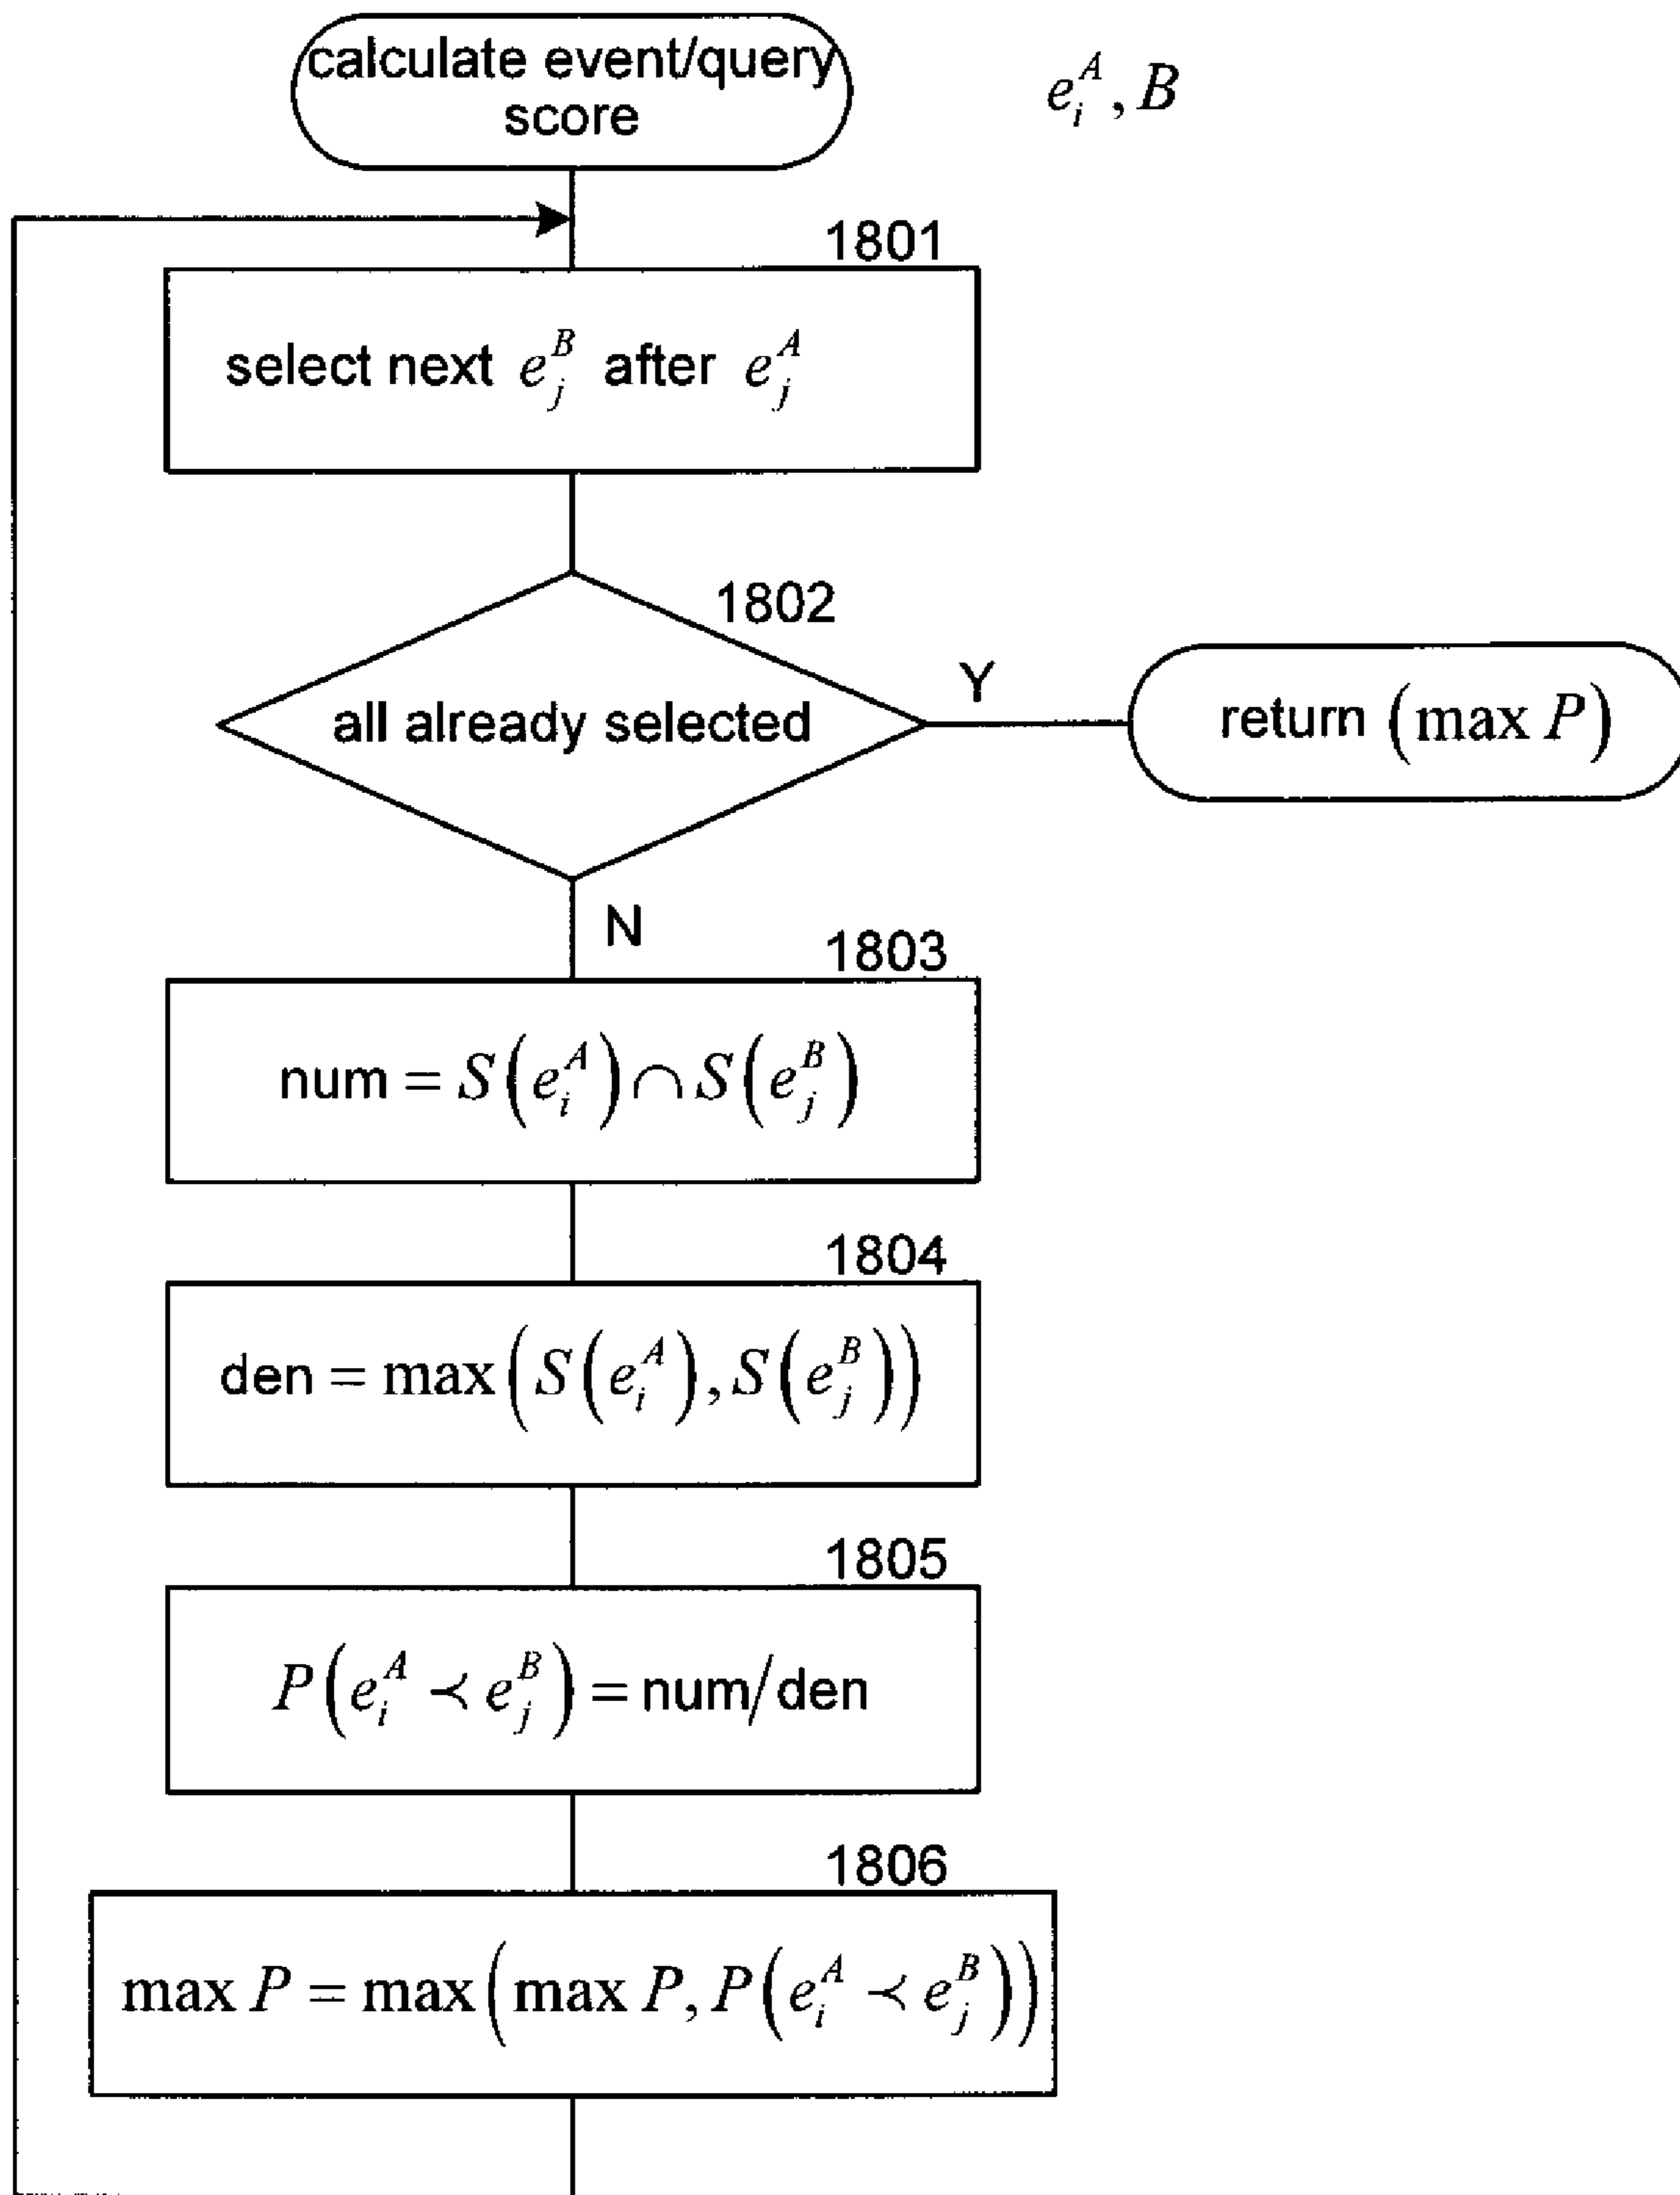 calculate event/query
score
e_i^A, B
1801
select next e_j^B after e_j^A
1802
all already selected
Y
return (max P)
N
1803
num = S(e_i^A) ∩ S(e_j^B)
1804
den = max(S(e_i^A), S(e_j^B))
1805
P(e_i^A ≺ e_j^B) = num/den
1806
max P = max(max P, P(e_i^A ≺ e_j^B))